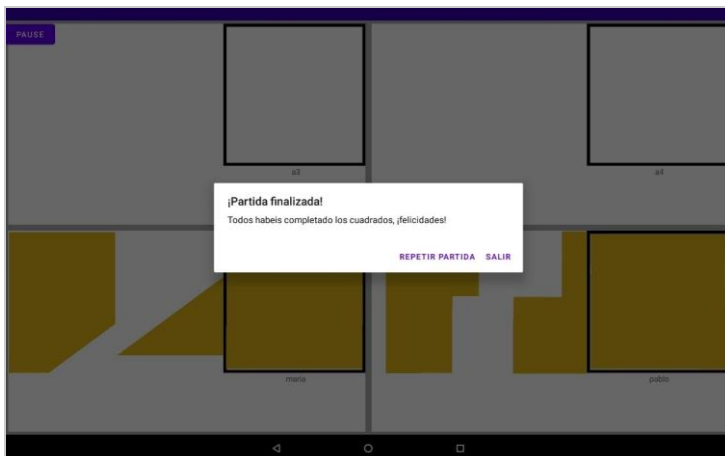 PAUSE
a3
a4
¡Partida finalizada!
Todos habeis completado los cuadrados, ¡felicidades!
REPETIR PARTIDA SALIR
maria
pablo